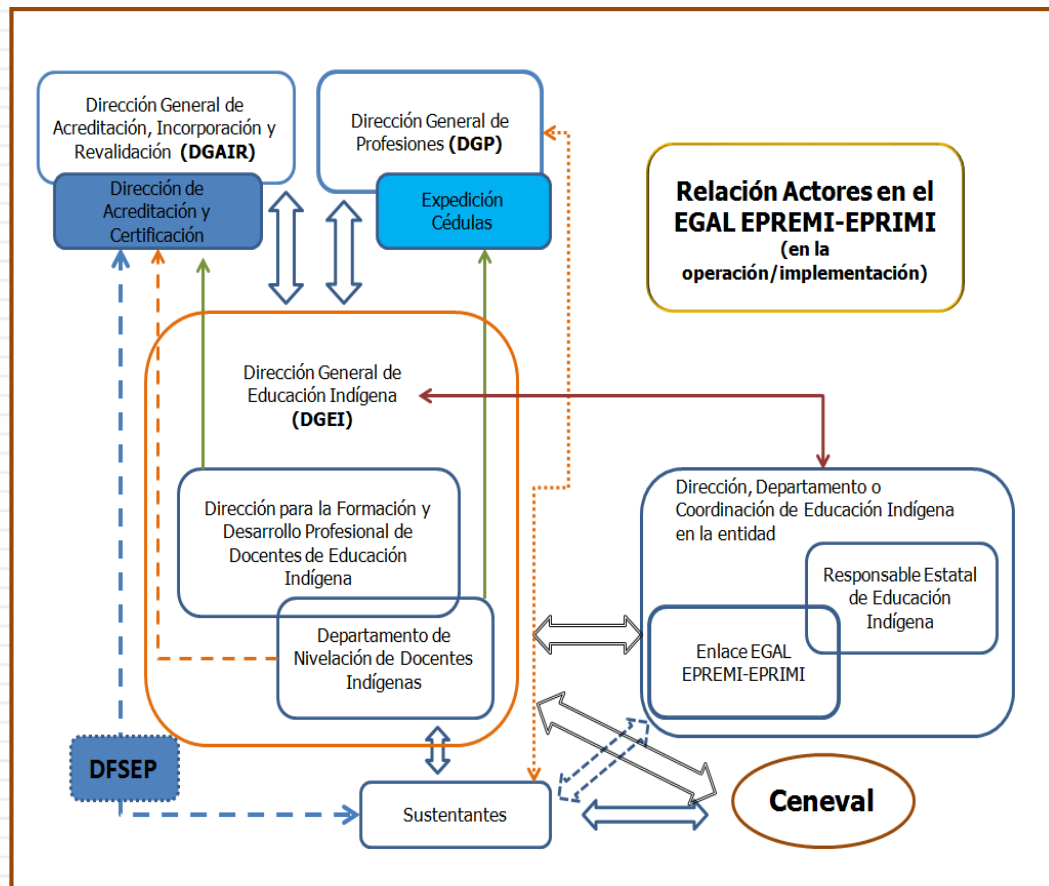 Dirección General de
Acreditación, Incorporación y
Revalidación (DGAIR)
Dirección de
Acreditación y
Certificación
Dirección General de
Profesiones (DGP)
Expedición
Cédulas
Relación Actores en el
EGAL EPREMI-EPRIMI
(en la
operación/implementación)
Dirección General de
Educación Indígena
(DGEI)
Dirección para la Formación y
Desarrollo Profesional de
Docentes de Educación
Indígena
Departamento de
Nivelación de Docentes
Indígenas
Dirección, Departamento o
Coordinación de Educación Indígena
en la entidad
Responsable Estatal
de Educación
Indígena
Enlace EGAL
EPREMI-EPRIMI
DFSEP
Sustentantes
Ceneval